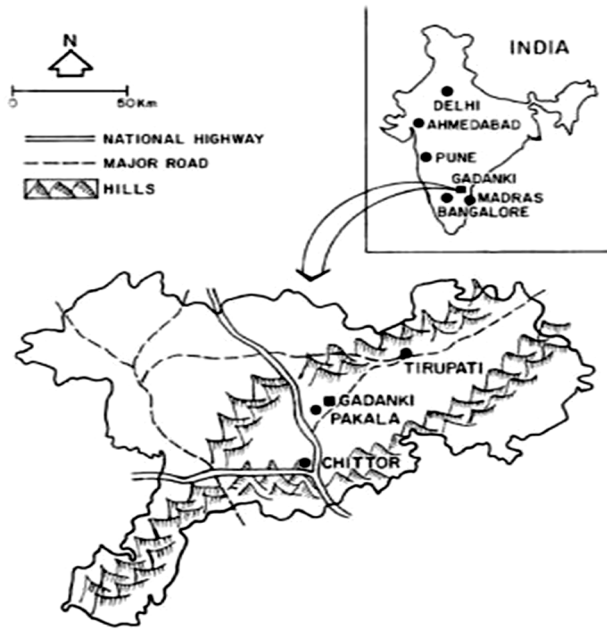 N
0 50 Km
NATIONAL HIGHWAY
MAJOR ROAD
HILLS
INDIA
DELHI
AHMEDABAD
PUNE
GADANKI
MADRAS
BANGALORE
TIRUPATI
GADANKI
PAKALA
CHITTOR